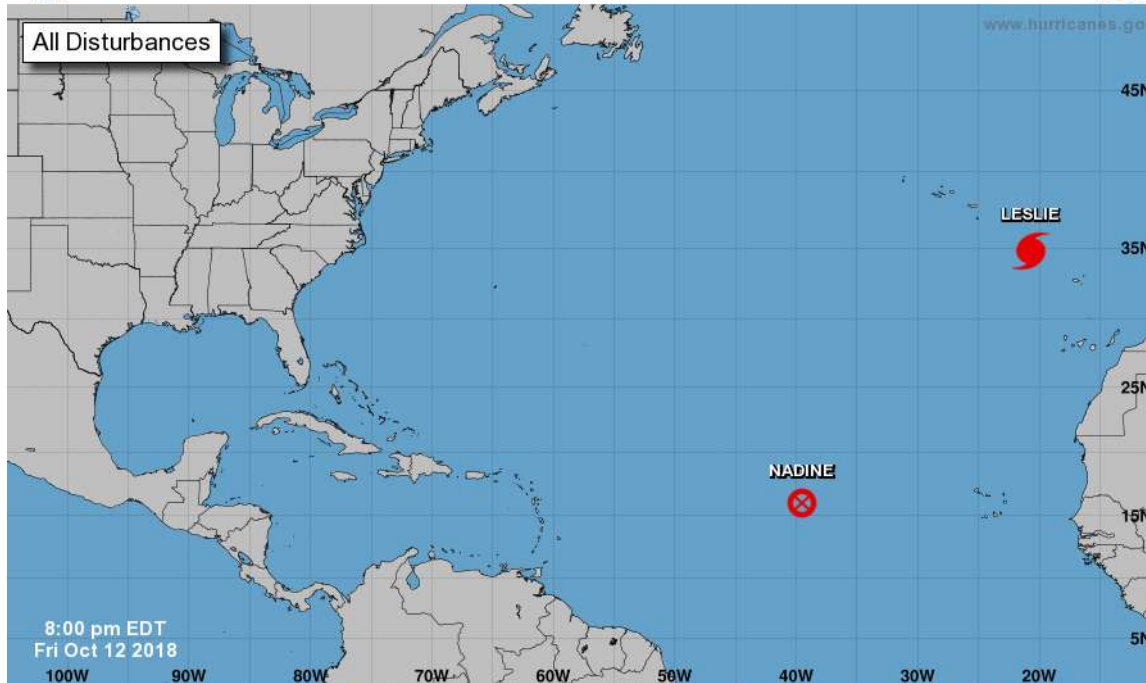 All Disturbances
www.hurricanes.go
45N
LESLIE
35N
25N
NADINE
15N
8:00 pm EDT
Fri Oct 12 2018
5N
100W 90W 80W 70W 60W 50W 40W 30W 20W